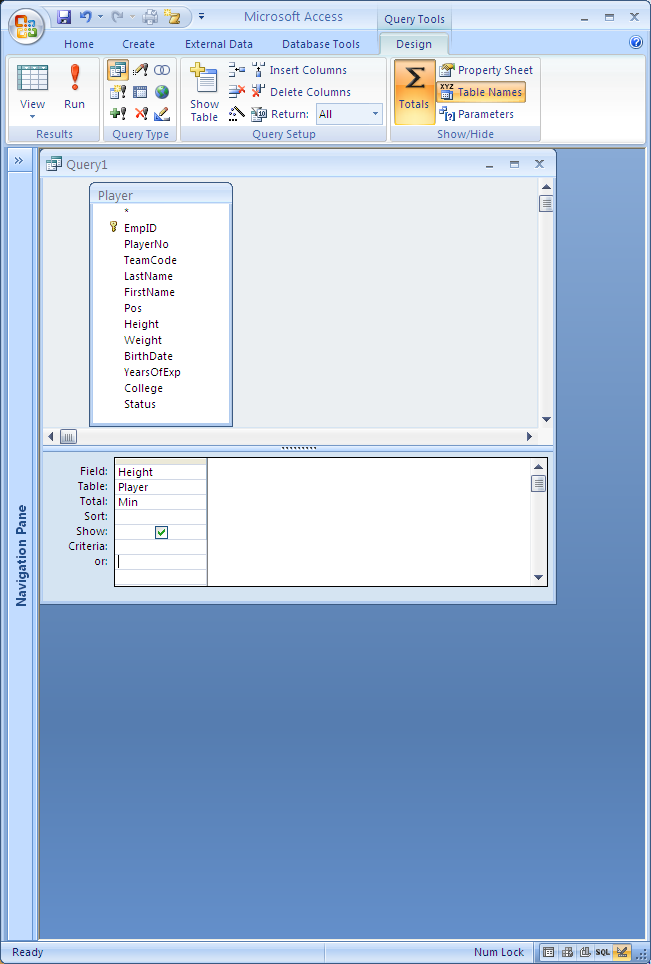 Microsoft Access
Query Tools
Home Create External Data Database Tools Design
View
Run
Results
Query Type
Show Table
Insert Columns
Delete Columns
Return: All
Query Setup
Totals
Property Sheet
XYZ Table Names
Parameters
Show/Hide
Navigation Pane
Query1
Player
*
EmpID
PlayerNo
TeamCode
LastName
FirstName
Pos
Height
Weight
BirthDate
YearsOfExp
College
Status
Field: Height
Table: Player
Total: Min
Sort:
Show:
Criteria:
or:
Ready
Num Lock
SQL